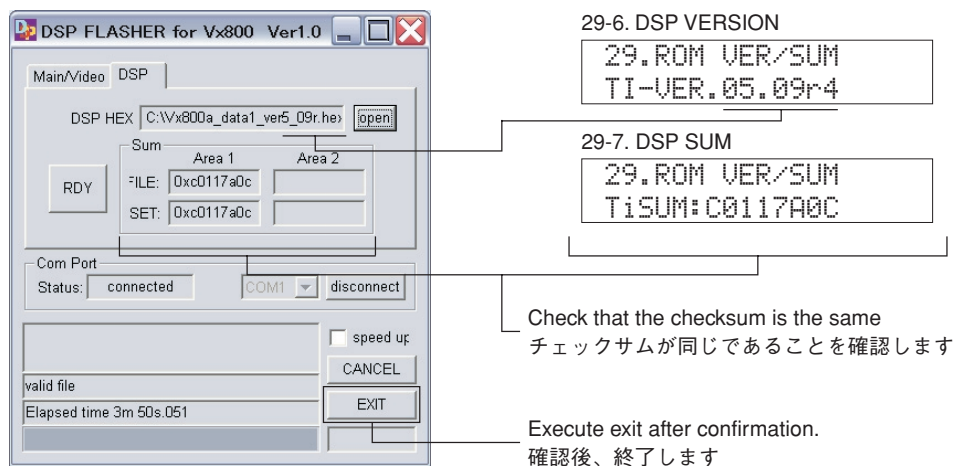 DSP FLASHER for Vx800 Ver1.0
Main/Video DSP
DSP HEX C:\Vx800a_data1_ver5_09r.hex open
Sum
Area 1 Area 2
RDY
FILE: 0xc0117a0c
SET: 0xc0117a0c
Com Port
Status: connected COM1 disconnect
speed up
CANCEL
valid file
EXIT
Elapsed time 3m 50s.051
29-6. DSP VERSION
29.ROM VER/SUM
TI-VER.05.09r4
29-7. DSP SUM
29.ROM VER/SUM
TiSUM:C0117A0C
Check that the checksum is the same
チェックサムが同じであることを確認します
Execute exit after confirmation.
確認後、終了します